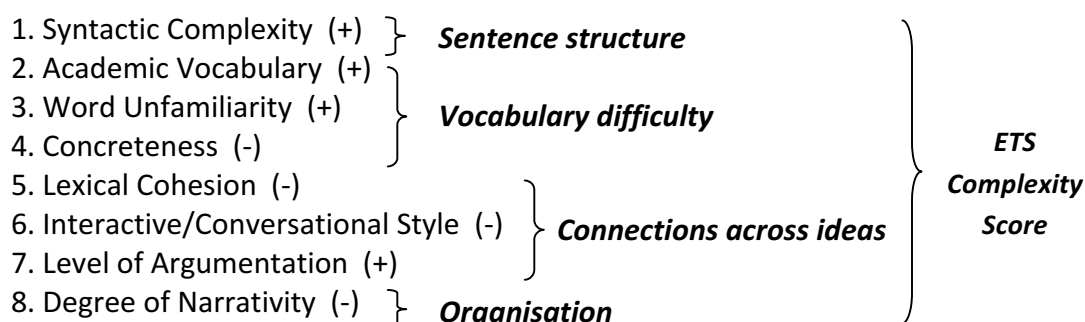 1. Syntactic Complexity (+)
Sentence structure
2. Academic Vocabulary (+)
3. Word Unfamiliarity (+)
Vocabulary difficulty
4. Concreteness (-)
5. Lexical Cohesion (-)
6. Interactive/Conversational Style (-)
Connections across ideas
7. Level of Argumentation (+)
8. Degree of Narrativity (-)
Organisation
ETS
Complexity
Score